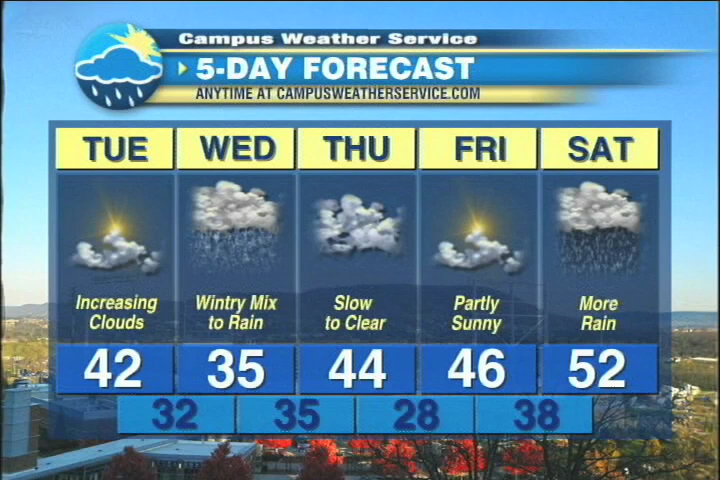 Campus Weather Service
5-DAY FORECAST
ANYTIME AT CAMPUSWEATHERSERVICE.COM
TUE WED THU FRI SAT
Increasing Clouds
Wintry Mix to Rain
Slow to Clear
Partly Sunny
More Rain
42 35 44 46 52
32 35 28 38